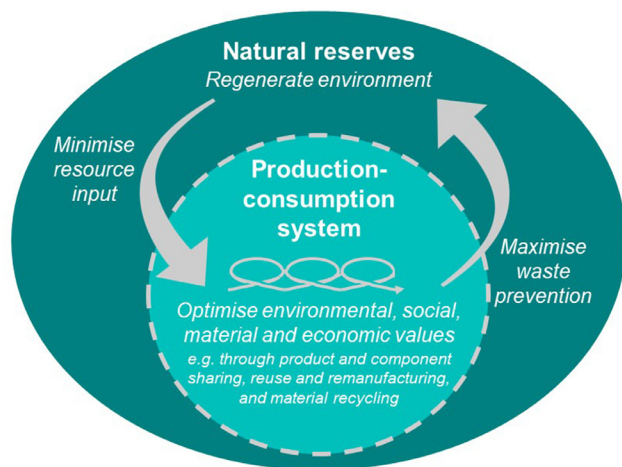 Natural reserves
Regenerate environment
Minimise
resource
input
Production-
consumption
system
Maximise
waste
prevention
Optimise environmental, social,
material and economic values
e.g. through product and component
sharing, reuse and remanufacturing,
and material recycling